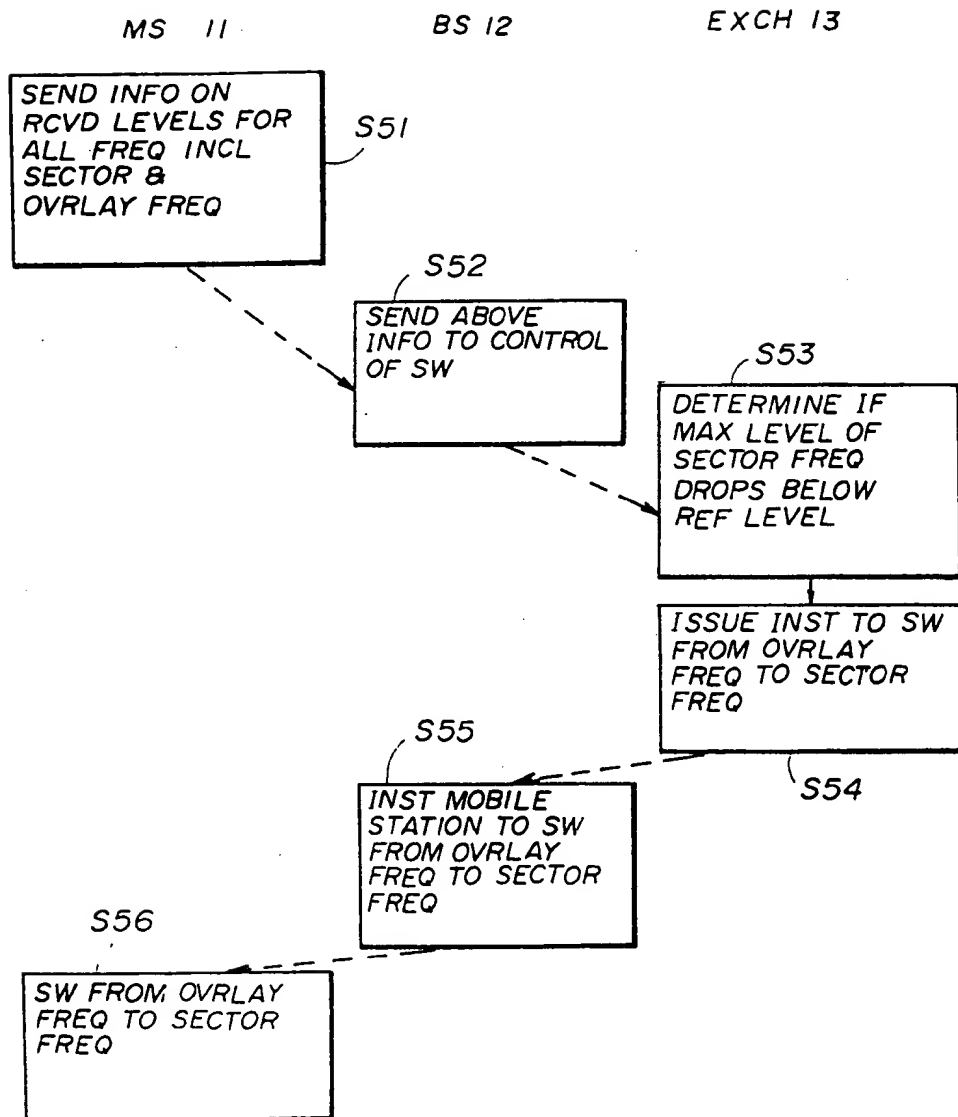 MS 11 BS 12 EXCH 13
SEND INFO ON
RCVD LEVELS FOR
ALL FREQ INCL
SECTOR &
OVRLAY FREQ
S51
S52
SEND ABOVE
INFO TO CONTROL
OF SW
S53
DETERMINE IF
MAX LEVEL OF
SECTOR FREQ
DROPS BELOW
REF LEVEL
ISSUE INST TO SW
FROM OVRLAY
FREQ TO SECTOR
FREQ
S54
S55
INST MOBILE
STATION TO SW
FROM OVRLAY
FREQ TO SECTOR
FREQ
S56
SW FROM OVRLAY
FREQ TO SECTOR
FREQ